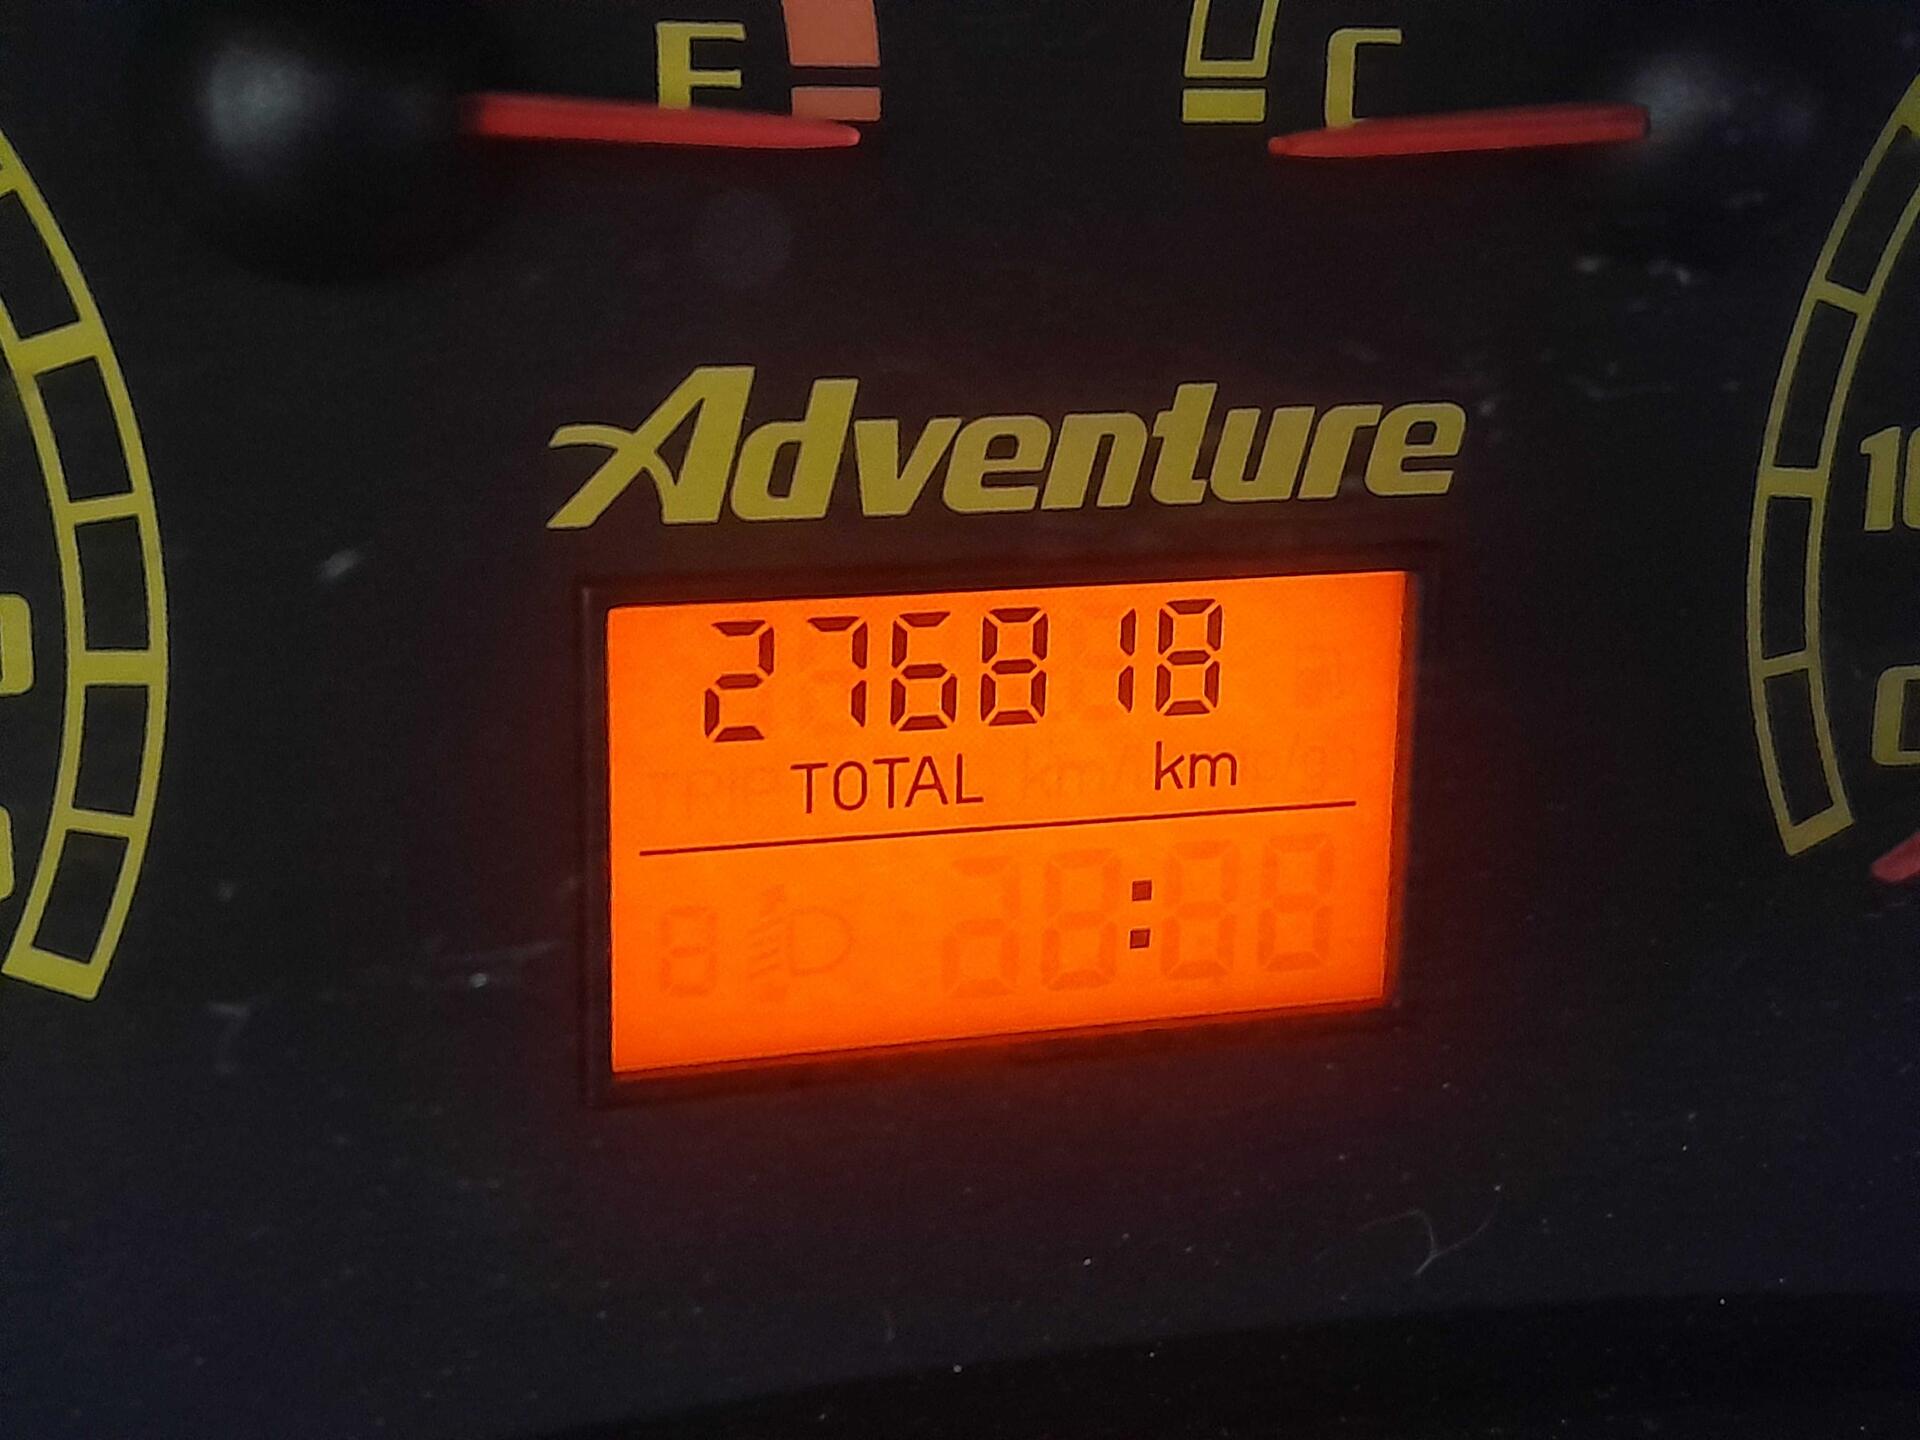 E C
Adventure
276818
TOTAL km
: